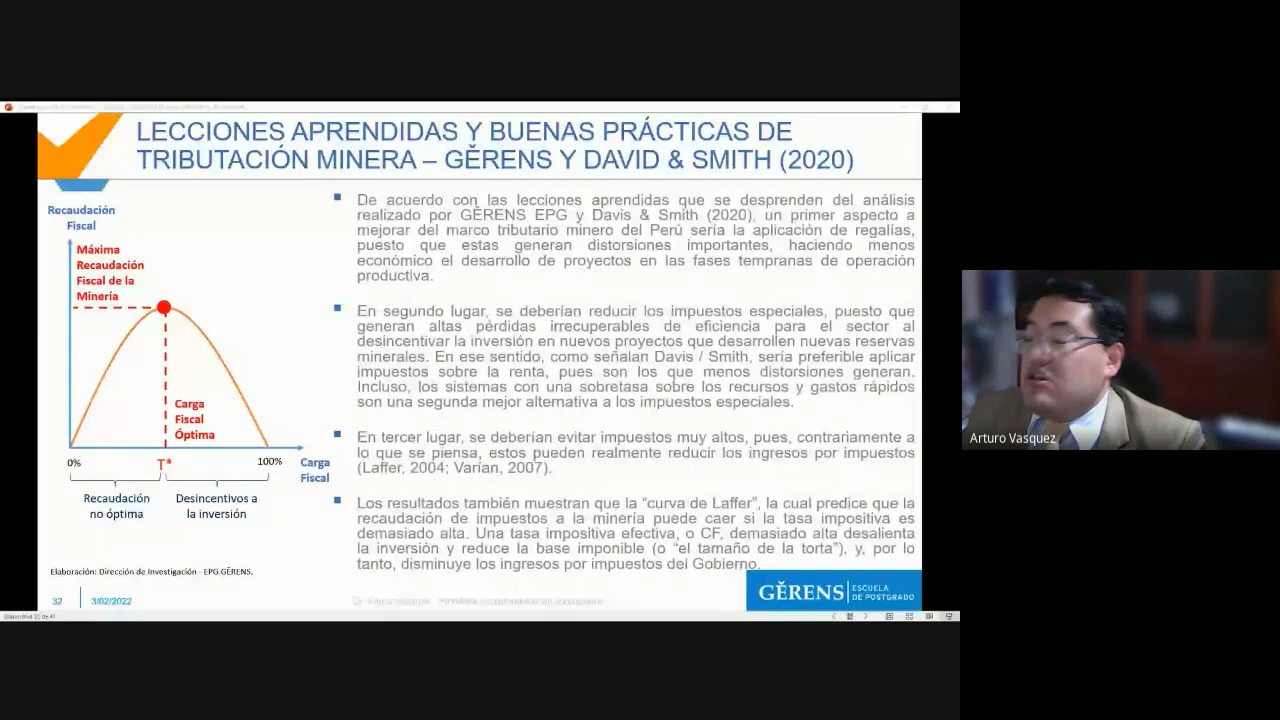 LECCIONES APRENDIDAS Y BUENAS PRÁCTICAS DE
TRIBUTACIÓN MINERA – GĚRENS Y DAVID & SMITH (2020)
Recaudación
Fiscal
Máxima
Recaudación
Fiscal de la
Minería
Carga
Fiscal
Óptima
0%
T*
100%
Carga
Fiscal
Recaudación
no óptima
Desincentivos a
la inversión
Elaboración: Dirección de Investigación - EPG GĚRENS.
De acuerdo con las lecciones aprendidas que se desprenden del análisis
realizado por GĚRENS EPG y Davis & Smith (2020), un primer aspecto a
mejorar del marco tributario minero del Perú sería la aplicación de regalías,
puesto que estas generan distorsiones importantes, haciendo menos
económico el desarrollo de proyectos en las fases tempranas de operación
productiva.
En segundo lugar, se deberían reducir los impuestos especiales, puesto que
generan altas pérdidas irrecuperables de eficiencia para el sector al
desincentivar la inversión en nuevos proyectos que desarrollen nuevas reservas
minerales. En ese sentido, como señalan Davis / Smith, sería preferible aplicar
impuestos sobre la renta, pues son los que menos distorsiones generan.
Incluso, los sistemas con una sobretasa sobre los recursos y gastos rápidos
son una segunda mejor alternativa a los impuestos especiales.
En tercer lugar, se deberían evitar impuestos muy altos, pues, contrariamente a
lo que se piensa, estos pueden realmente reducir los ingresos por impuestos
(Laffer, 2004; Varían, 2007).
Los resultados también muestran que la “curva de Laffer”, la cual predice que la
recaudación de impuestos a la minería puede caer si la tasa impositiva es
demasiado alta. Una tasa impositiva efectiva, o CF, demasiado alta desalienta
la inversión y reduce la base imponible (o “el tamaño de la torta”), y, por lo
tanto, disminuye los ingresos por impuestos del Gobierno.
32
3/02/2022
GĚRENS
ESCUELA
DE POSTGRADO
Arturo Vasquez